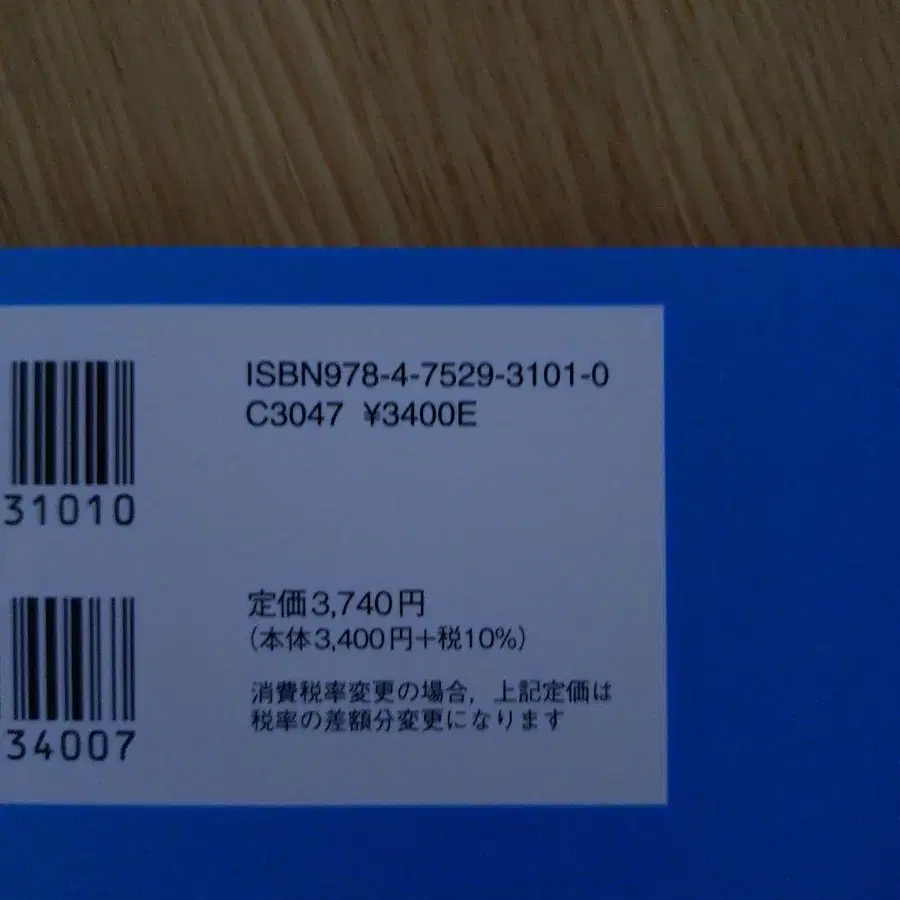 ISBN978-4-7529-3101-0
C3047 ¥3400E
31010
定価3,740円
(本体3,400円+税10%)
消費税率変更の場合,上記定価は
税率の差額分変更になります
34007